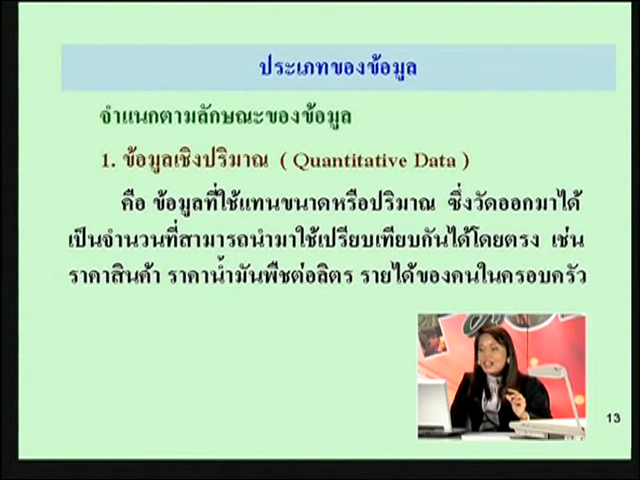 ประเภทของข้อมูล
จำแนกตามลักษณะของข้อมูล
1. ข้อมูลเชิงปริมาณ ( Quantitative Data )
คือ ข้อมูลที่ใช้แทนขนาดหรือปริมาณ ซึ่งวัดออกมาได้
เป็นจำนวนที่สามารถนำมาใช้เปรียบเทียบกันได้โดยตรง เช่น
ราคาสินค้า ราคาน้ำมันพืชต่อลิตร รายได้ของคนในครอบครัว
13